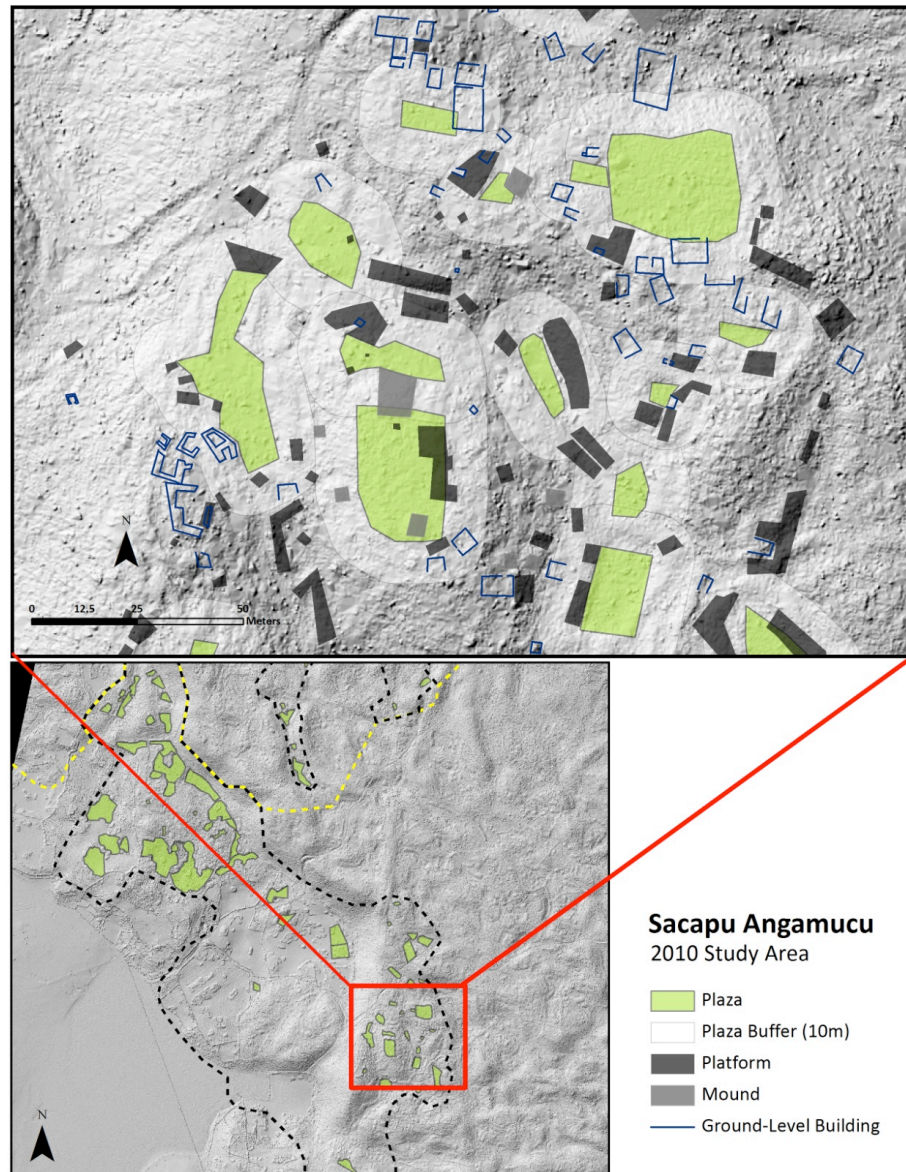 N
0 12.5 25 50
Meters
N
Sacapu Angamucu
2010 Study Area
Plaza
Plaza Buffer (10m)
Platform
Mound
Ground-Level Building